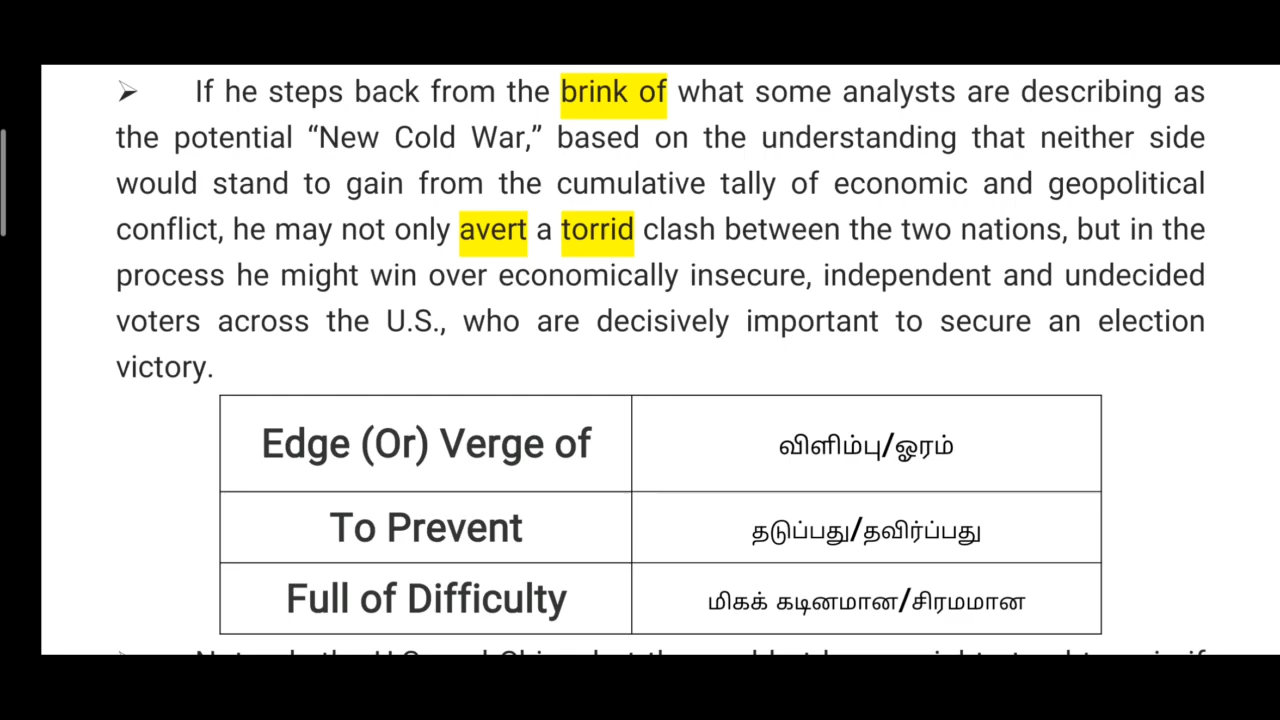 ➢ If he steps back from the brink of what some analysts are describing as
the potential “New Cold War,” based on the understanding that neither side
would stand to gain from the cumulative tally of economic and geopolitical
conflict, he may not only avert a torrid clash between the two nations, but in the
process he might win over economically insecure, independent and undecided
voters across the U.S., who are decisively important to secure an election
victory.
Edge (Or) Verge of விளிம்பு/ஓரம்
To Prevent தடுப்பது/தவிர்ப்பது
Full of Difficulty மிகக் கடினமான/சிரமமான